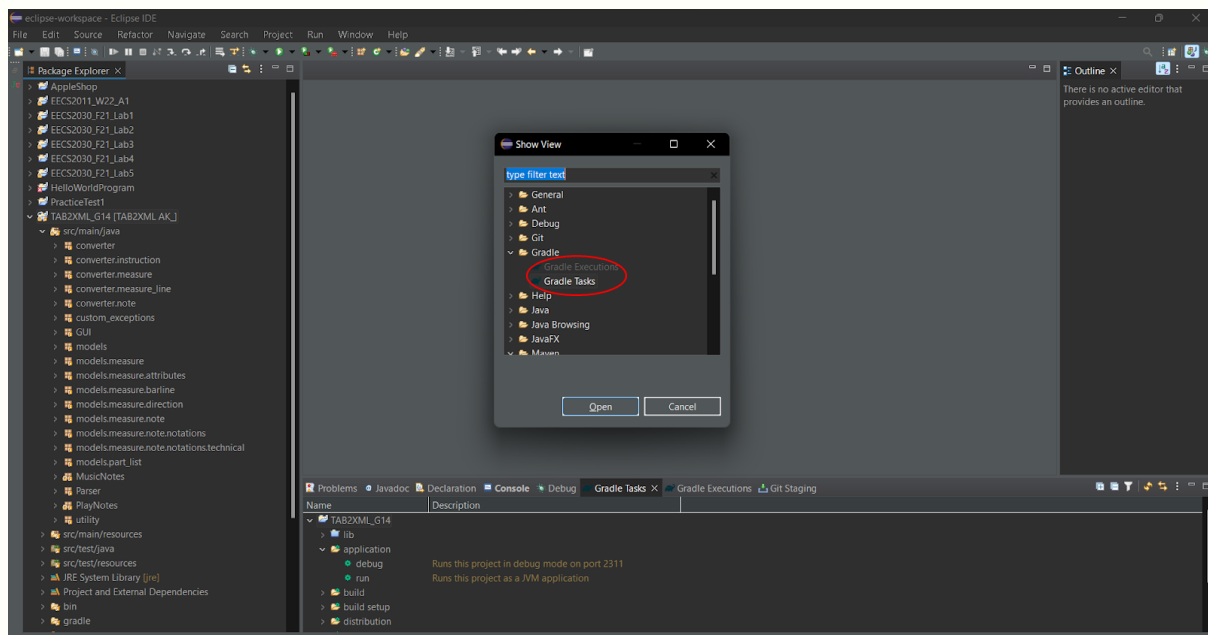 eclipse-workspace - Eclipse IDE
File Edit Source Refactor Navigate Search Project Run Window Help
Package Explorer
AppleShop
EECS2011_W22_A1
EECS2030_F21_Lab1
EECS2030_F21_Lab2
EECS2030_F21_Lab3
EECS2030_F21_Lab4
EECS2030_F21_Lab5
HelloWorldProgram
PracticeTest1
TAB2XML_G14 [TAB2XML AK_]
src/main/java
converter
converter.instruction
converter.measure
converter.measure_line
converter.note
custom_exceptions
GUI
models
models.measure
models.measure.attributes
models.measure.barline
models.measure.direction
models.measure.note
models.measure.note.notations
models.measure.note.notations.technical
models.part_list
MusicNotes
Parser
PlayNotes
utility
src/main/resources
src/test/java
src/test/resources
JRE System Library [jre]
Project and External Dependencies
bin
gradle
Show View
type filter text
General
Ant
Debug
Git
Gradle
Gradle Executions
Gradle Tasks
Help
Java
Java Browsing
JavaFX
Maven
Open Cancel
Outline
There is no active editor that
provides an outline.
Problems Javadoc Declaration Console Debug Gradle Tasks Gradle Executions Git Staging
Name Description
TAB2XML_G14
lib
application
debug Runs this project in debug mode on port 2311
run Runs this project as a JVM application
build
build setup
distribution